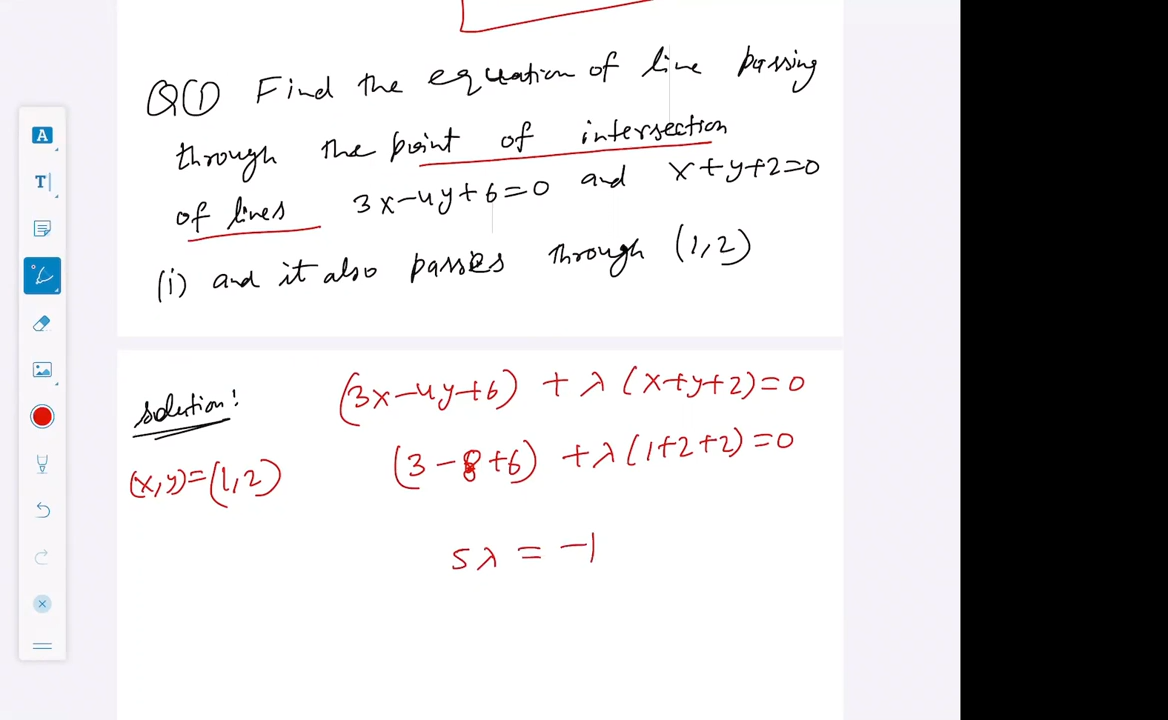 Q(1) Find the equation of line passing
through the point of intersection
of lines 3x-4y+6=0 and x+y+2=0
(i) and it also passes through (1,2)
solution! (3x-4y+6) + λ(x+y+2)=0
(x,y)=(1,2) (3-8+6) +λ(1+2+2)=0
5λ = -1
A
T